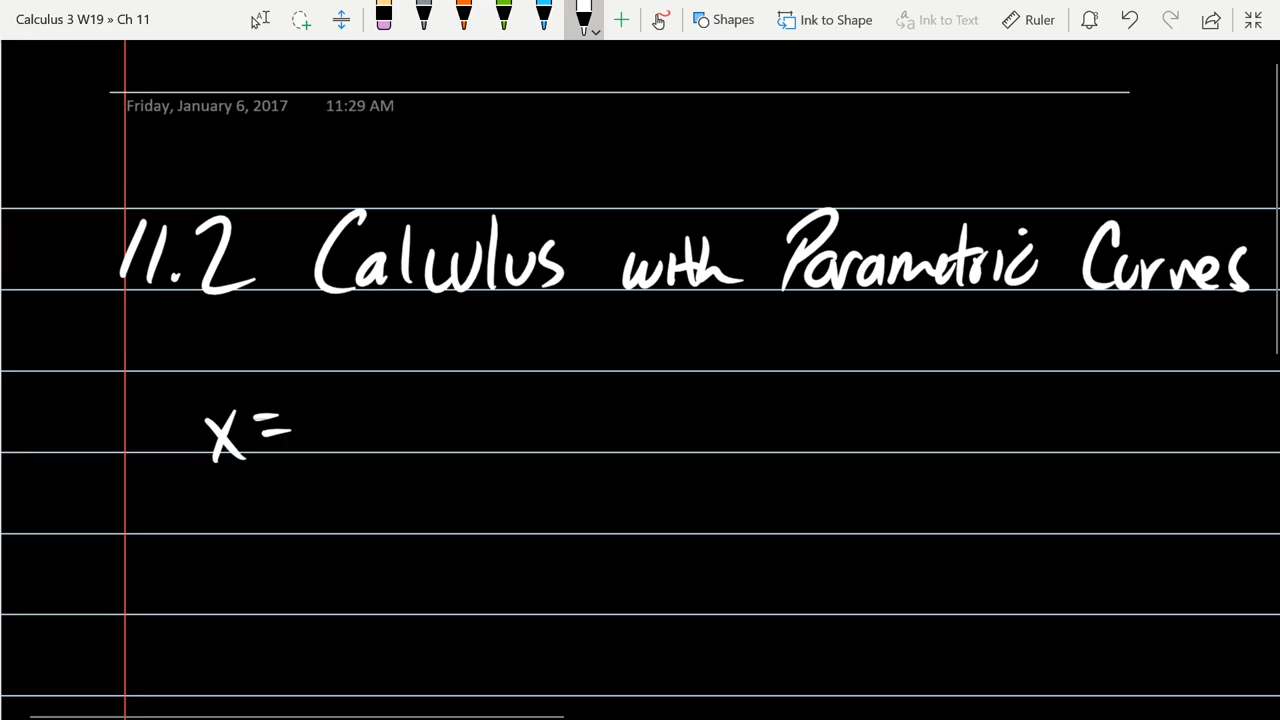 Calculus 3 W19 » Ch 11
Shapes
Ink to Shape
Ink to Text
Ruler
Friday, January 6, 2017 11:29 AM
11.2 Calculus with Parametric Curves
x =